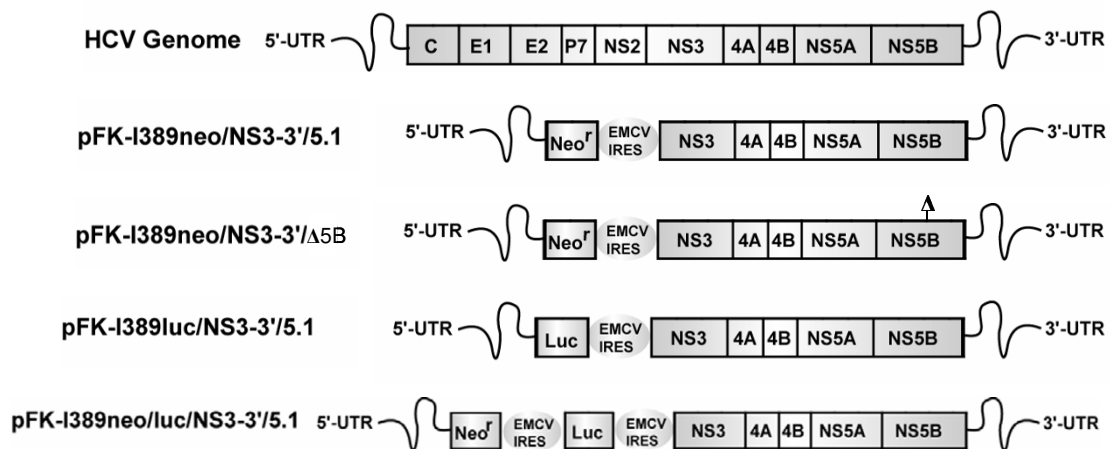 HCV Genome 5'-UTR C E1 E2 P7 NS2 NS3 4A 4B NS5A NS5B 3'-UTR
pFK-I389neo/NS3-3'/5.1 5'-UTR Neoʳ EMCV IRES NS3 4A 4B NS5A NS5B 3'-UTR
Δ
pFK-I389neo/NS3-3'/Δ5B 5'-UTR Neoʳ EMCV IRES NS3 4A 4B NS5A NS5B 3'-UTR
pFK-I389luc/NS3-3'/5.1 5'-UTR Luc EMCV IRES NS3 4A 4B NS5A NS5B 3'-UTR
pFK-I389neo/luc/NS3-3'/5.1 5'-UTR Neoʳ EMCV IRES Luc EMCV IRES NS3 4A 4B NS5A NS5B 3'-UTR